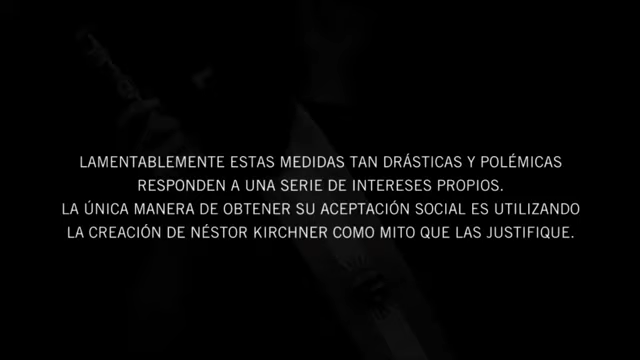 LAMENTABLEMENTE ESTAS MEDIDAS TAN DRÁSTICAS Y POLÉMICAS
RESPONDEN A UNA SERIE DE INTERESES PROPIOS.
LA ÚNICA MANERA DE OBTENER SU ACEPTACIÓN SOCIAL ES UTILIZANDO
LA CREACIÓN DE NÉSTOR KIRCHNER COMO MITO QUE LAS JUSTIFIQUE.